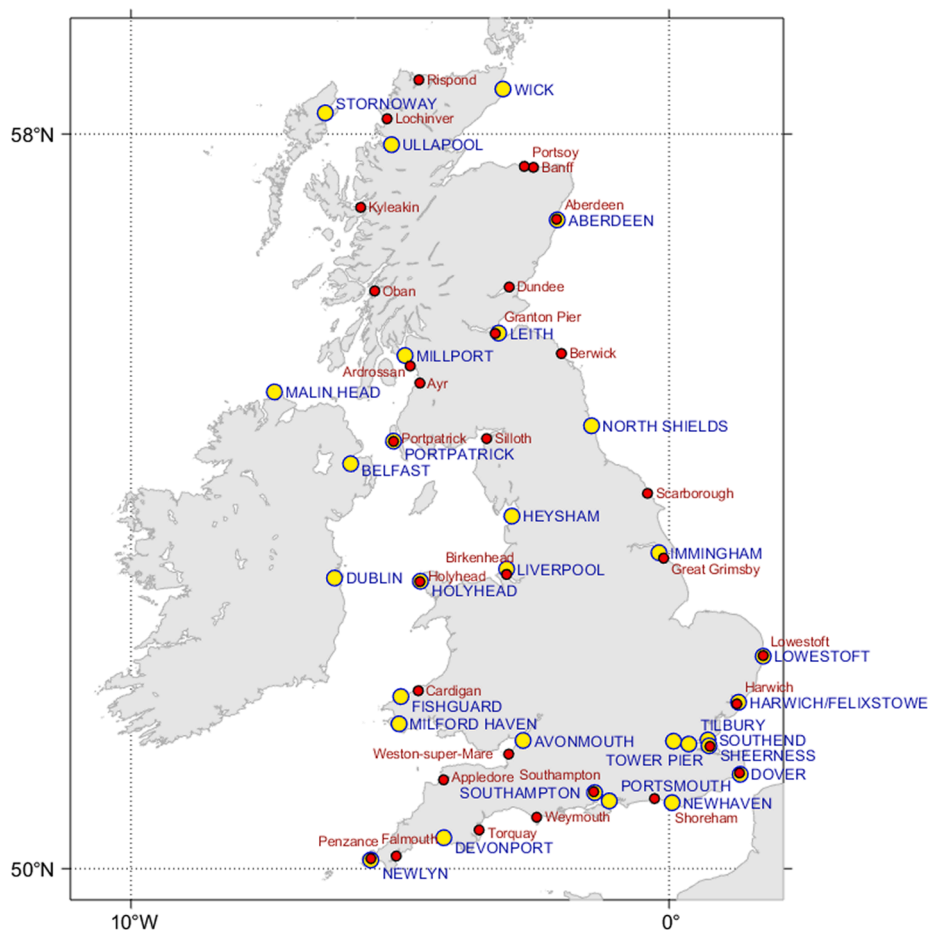 Rispond
WICK
STORNOWAY
Lochinver
58°N
ULLAPOOL
Portsoy
Banff
Kyleakin
Aberdeen
ABERDEEN
Dundee
Oban
Granton Pier
LEITH
MILLPORT
Berwick
Ardrossan
Ayr
MALIN HEAD
NORTH SHIELDS
Portpatrick
Silloth
PORTPATRICK
BELFAST
Scarborough
HEYSHAM
IMMINGHAM
Birkenhead
Great Grimsby
LIVERPOOL
DUBLIN
Holyhead
HOLYHEAD
Lowestoft
LOWESTOFT
Harwich
Cardigan
HARWICH/FELIXSTOWE
FISHGUARD
MILFORD HAVEN
TILBURY
AVONMOUTH
SOUTHEND
Weston-super-Mare
TOWER PIER
SHEERNESS
Appledore
Southampton
DOVER
SOUTHAMPTON
PORTSMOUTH
NEWHAVEN
Weymouth
Shoreham
Torquay
Penzance
Falmouth
DEVONPORT
50°N
NEWLYN
10°W
0°